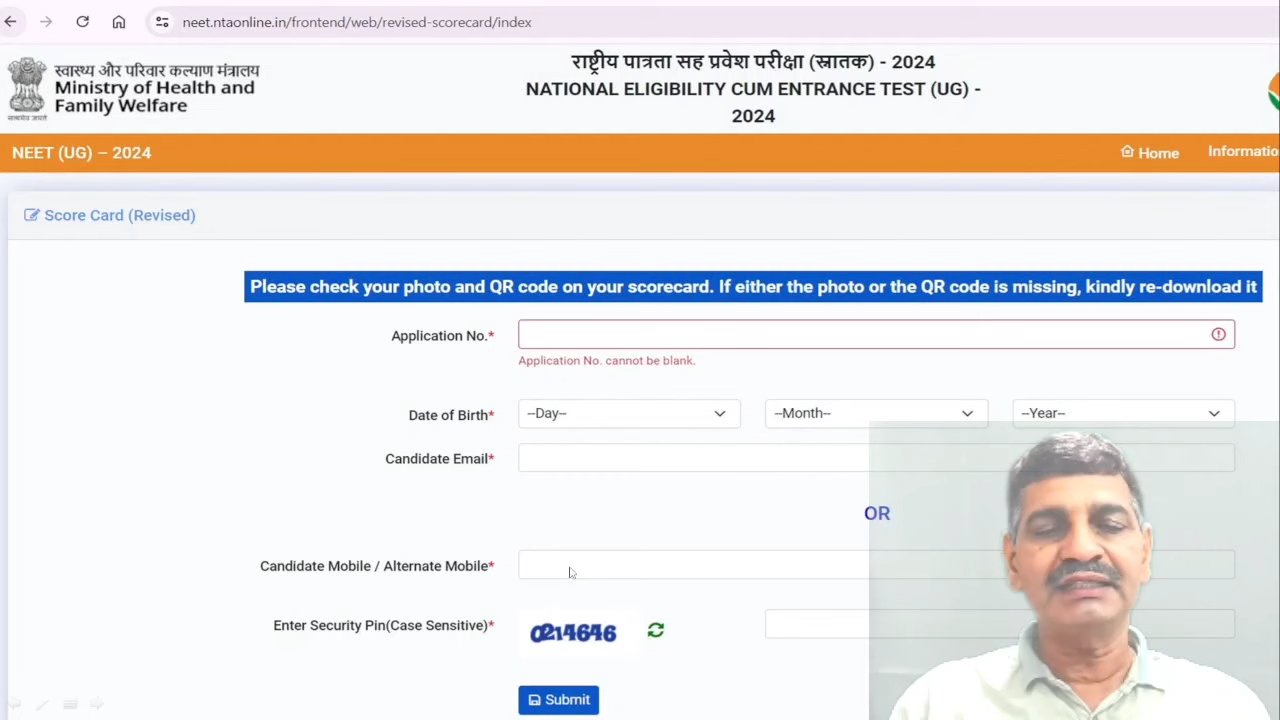 neet.ntaonline.in/frontend/web/revised-scorecard/index
स्वास्थ्य और परिवार कल्याण मंत्रालय
Ministry of Health and
Family Welfare
सत्यमेव जयते
राष्ट्रीय पात्रता सह प्रवेश परीक्षा (स्नातक) - 2024
NATIONAL ELIGIBILITY CUM ENTRANCE TEST (UG) -
2024
NEET (UG) – 2024
Home
Informatio
Score Card (Revised)
Please check your photo and QR code on your scorecard. If either the photo or the QR code is missing, kindly re-download it
Application No.*
Application No. cannot be blank.
Date of Birth*
--Day--
--Month--
--Year--
Candidate Email*
OR
Candidate Mobile / Alternate Mobile*
Enter Security Pin(Case Sensitive)*
0214646
Submit